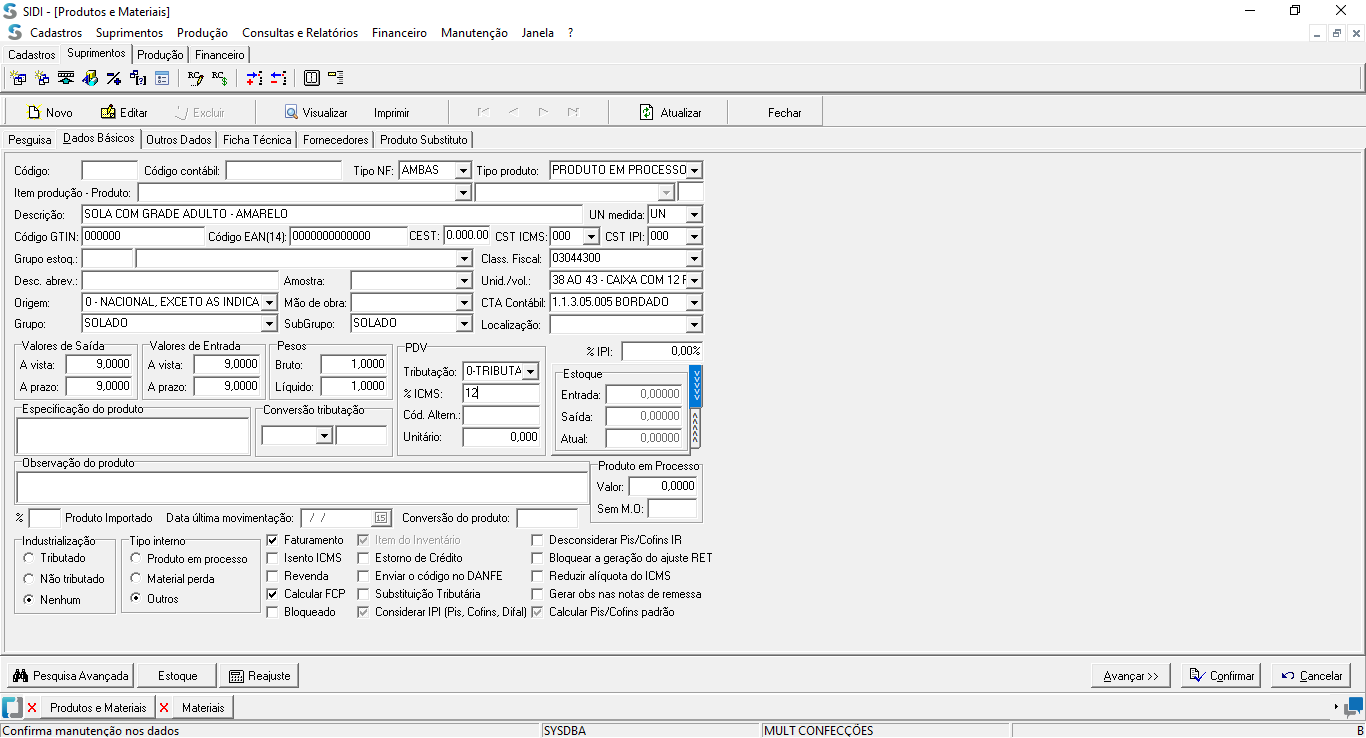 SIDI - [Produtos e Materiais]
Cadastros Suprimentos Produção Consultas e Relatórios Financeiro Manutenção Janela ?
Cadastros Suprimentos Produção Financeiro
Novo Editar Excluir Visualizar Imprimir Atualizar Fechar
Pesquisa Dados Básicos Outros Dados Ficha Técnica Fornecedores Produto Substituto
Código: Código contábil: Tipo NF: AMBAS Tipo produto: PRODUTO EM PROCESSO
Item produção - Produto:
Descrição: SOLA COM GRADE ADULTO - AMARELO UN medida: UN
Código GTIN: 000000 Código EAN(14): 0000000000000 CEST: 0.000.00 CST ICMS: 000 CST IPI: 000
Grupo estoq.: Class. Fiscal: 03044300
Desc. abrev.: Amostra: Unid./vol.: 38 AO 43 - CAIXA COM 12 F
Origem: 0 - NACIONAL, EXCETO AS INDICA Mão de obra: CTA Contábil: 1.1.3.05.005 BORDADO
Grupo: SOLADO SubGrupo: SOLADO Localização:
Valores de Saída Valores de Entrada Pesos PDV % IPI: 0,00%
A vista: 9,0000 A vista: 9,0000 Bruto: 1,0000 Tributação: 0-TRIBUTA Estoque
A prazo: 9,0000 A prazo: 9,0000 Líquido: 1,0000 % ICMS: 12 Entrada: 0,00000
Especificação do produto Conversão tributação Cód. Altern.: Saída: 0,00000
Unitário: 0,000 Atual: 0,00000
Observação do produto Produto em Processo
Valor: 0,0000
Sem M.O:
% Produto Importado Data última movimentação: / / 15 Conversão do produto:
Industrialização Tipo interno Faturamento Item do Inventário Desconsiderar Pis/Cofins IR
Tributado Produto em processo Isento ICMS Estorno de Crédito Bloquear a geração do ajuste RET
Não tributado Material perda Revenda Enviar o código no DANFE Reduzir alíquota do ICMS
Nenhum Outros Calcular FCP Substituição Tributária Gerar obs nas notas de remessa
Bloqueado Considerar IPI (Pis, Cofins, Difal) Calcular Pis/Cofins padrão
Pesquisa Avançada Estoque Reajuste Avançar >> Confirmar Cancelar
Produtos e Materiais Materiais
Confirma manutenção nos dados SYSDBA MULT CONFECÇÕES B